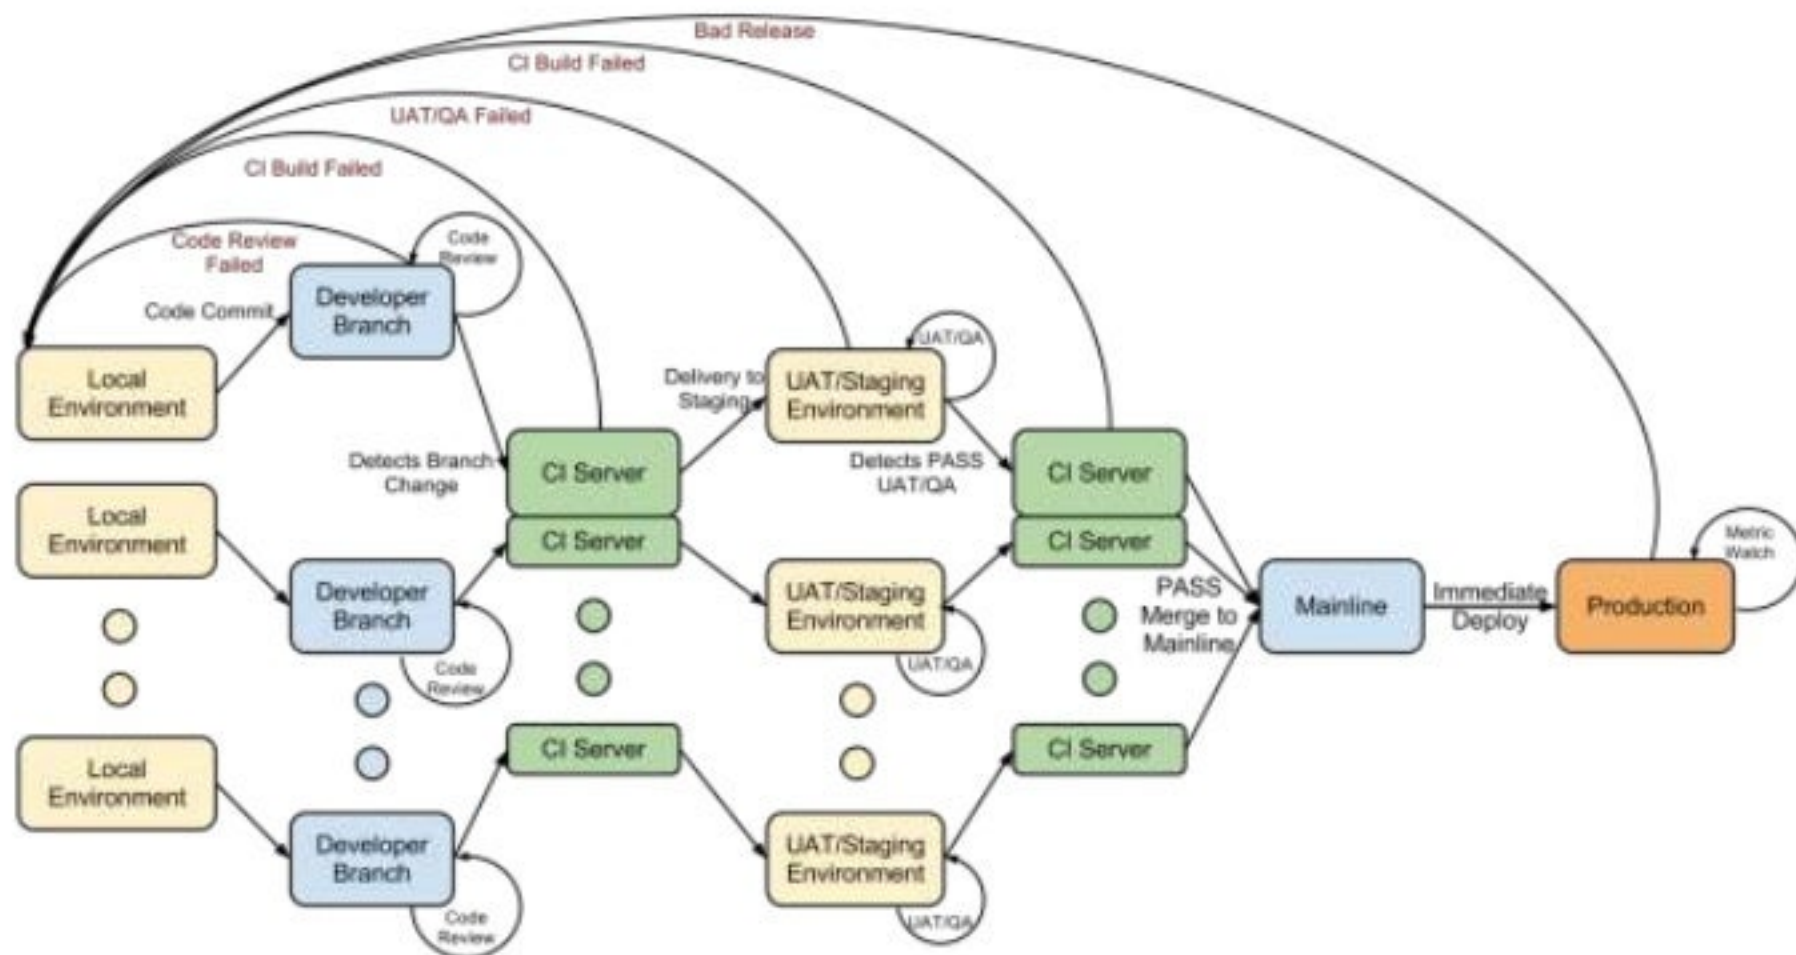 Bad Release
CI Build Failed
UAT/QA Failed
CI Build Failed
Code Review
Failed
Code
Review
Code Commit
Developer
Branch
Local
Environment
Detects Branch
Change
CI Server
Delivery to
Staging
UAT/Staging
Environment
UAT/QA
Detects PASS
UAT/QA
CI Server
Local
Environment
Developer
Branch
Code
Review
CI Server
UAT/Staging
Environment
UAT/QA
CI Server
PASS
Merge to
Mainline
Mainline
Immediate
Deploy
Production
Metric
Watch
Local
Environment
Developer
Branch
Code
Review
CI Server
UAT/Staging
Environment
UAT/QA
CI Server